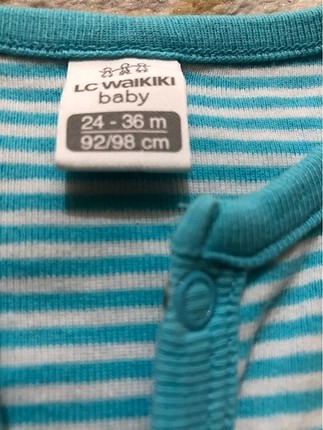 LC WAIKIKI
baby
24 - 36 m
92/98 cm